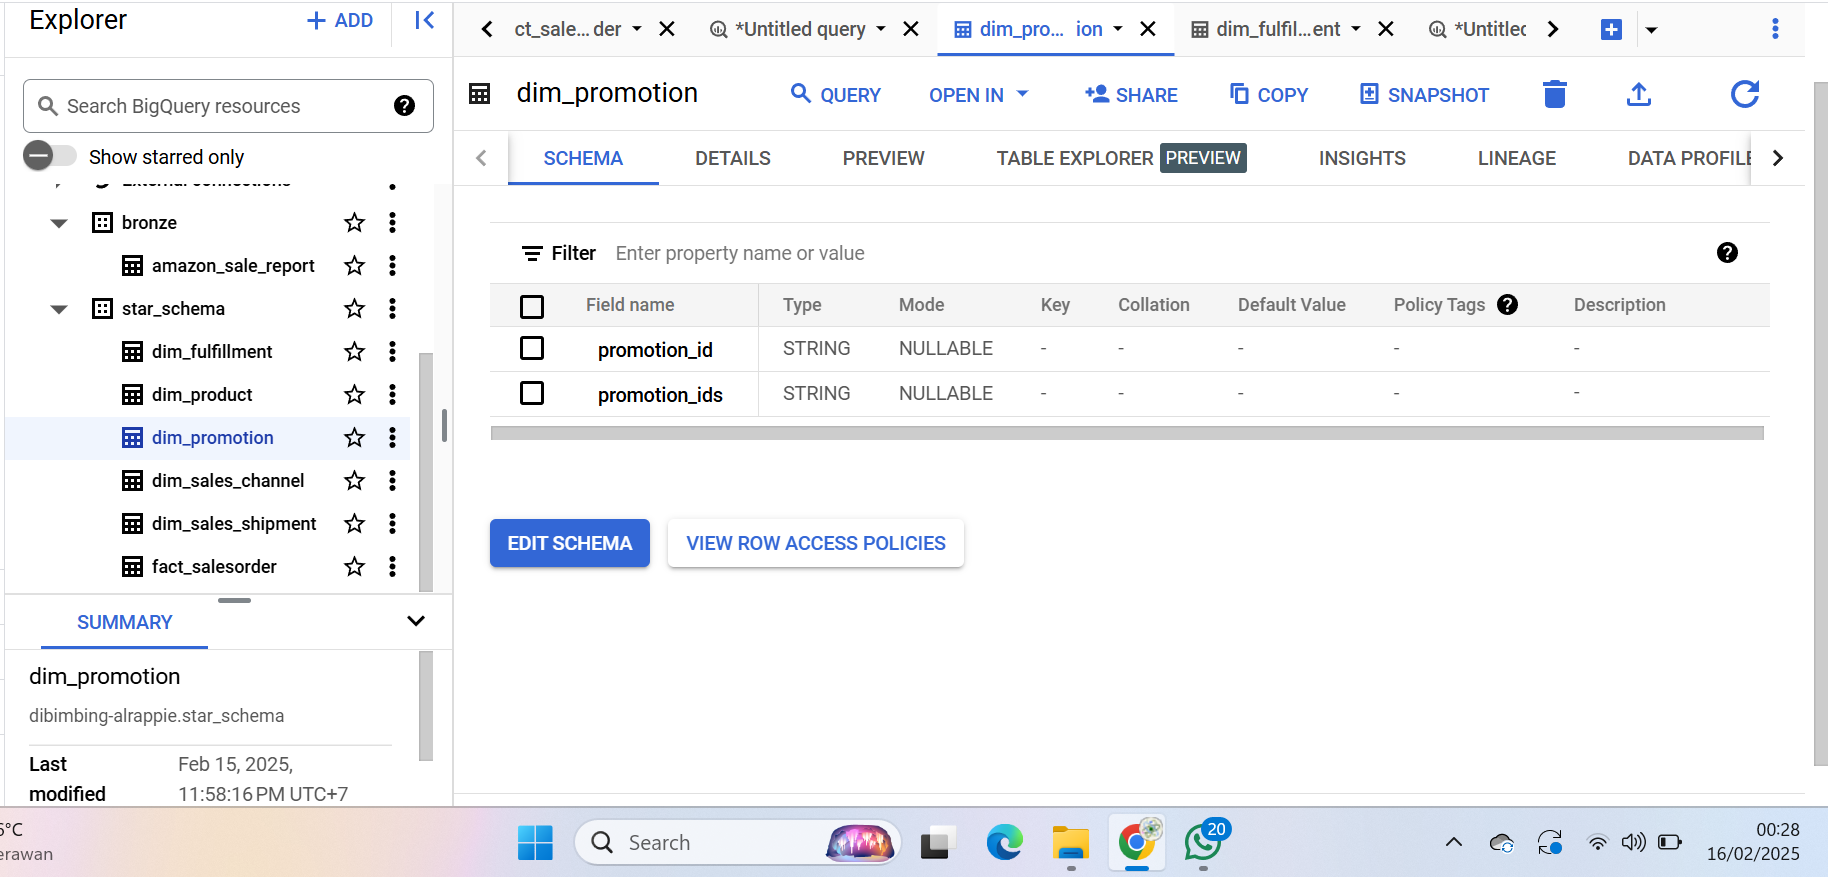 Explorer
+ ADD
Search BigQuery resources
Show starred only
External connections
bronze
amazon_sale_report
star_schema
dim_fulfillment
dim_product
dim_promotion
dim_sales_channel
dim_sales_shipment
fact_salesorder
SUMMARY
dim_promotion
dibimbing-alrappie.star_schema
Last modified
Feb 15, 2025, 11:58:16 PM UTC+7
ct_sale... der
*Untitled query
dim_pro... ion
dim_fulfil...ent
*Untitlec
dim_promotion
QUERY
OPEN IN
SHARE
COPY
SNAPSHOT
SCHEMA
DETAILS
PREVIEW
TABLE EXPLORER PREVIEW
INSIGHTS
LINEAGE
DATA PROFILE
Filter Enter property name or value
Field name Type Mode Key Collation Default Value Policy Tags Description
promotion_id STRING NULLABLE - - - - -
promotion_ids STRING NULLABLE - - - - -
EDIT SCHEMA
VIEW ROW ACCESS POLICIES
°C
erawan
Search
20
00:28
16/02/2025